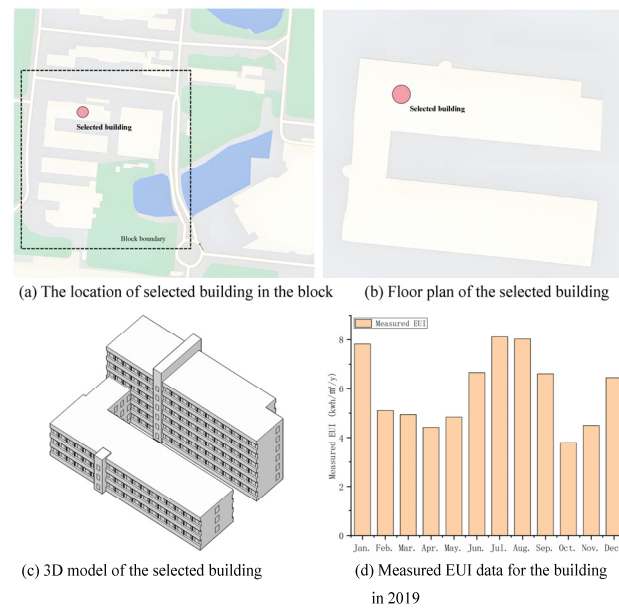 Selected building
Block boundary
Selected building
(a) The location of selected building in the block
(b) Floor plan of the selected building
Measured EUI
Measured EUI (kwh/㎡/y)
8
6
4
2
0
Jan. Feb. Mar. Apr. May. Jun. Jul. Aug. Sep. Oct. Nov. Dec
(c) 3D model of the selected building
(d) Measured EUI data for the building
in 2019